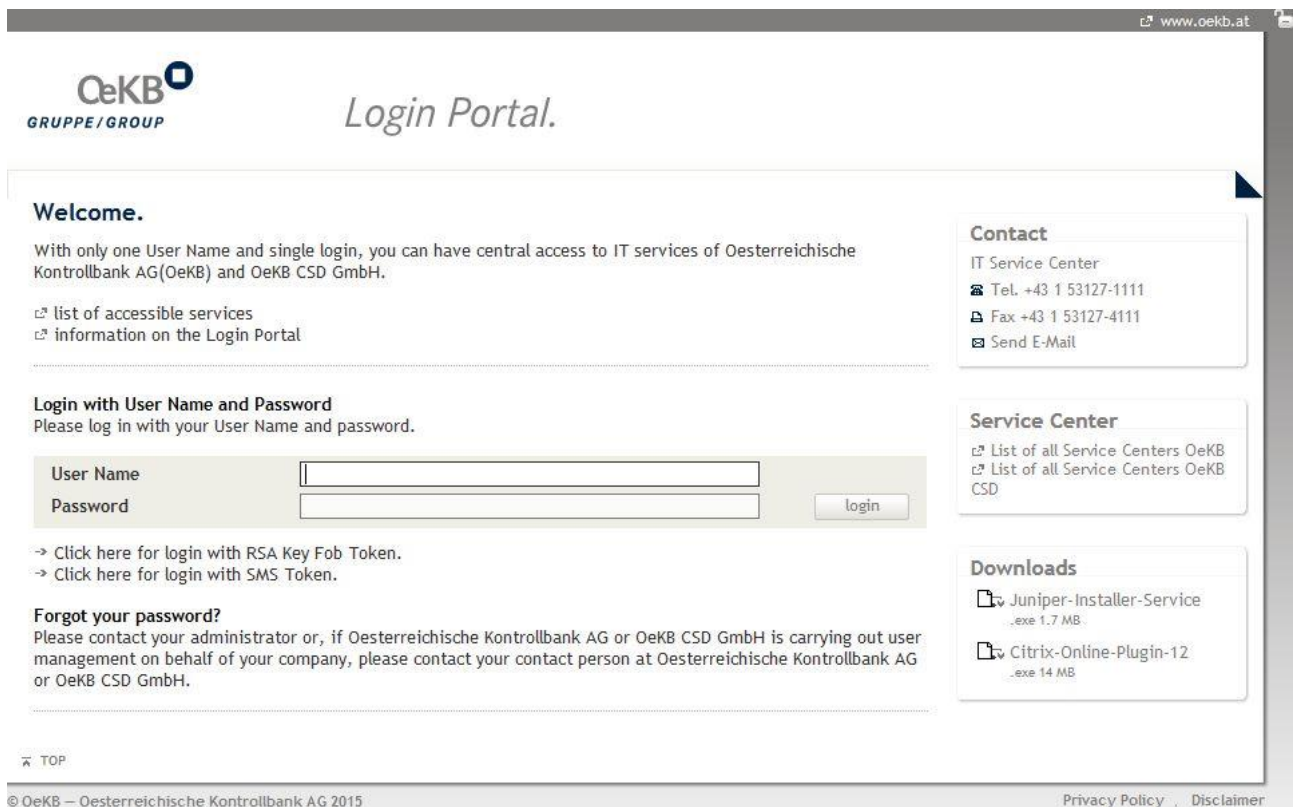 www.oekb.at
OeKB
GRUPPE/GROUP
Login Portal.
Welcome.
With only one User Name and single login, you can have central access to IT services of Oesterreichische
Kontrollbank AG(OeKB) and OeKB CSD GmbH.
list of accessible services
information on the Login Portal
Login with User Name and Password
Please log in with your User Name and password.
User Name
Password
login
Click here for login with RSA Key Fob Token.
Click here for login with SMS Token.
Forgot your password?
Please contact your administrator or, if Oesterreichische Kontrollbank AG or OeKB CSD GmbH is carrying out user
management on behalf of your company, please contact your contact person at Oesterreichische Kontrollbank AG
or OeKB CSD GmbH.
Contact
IT Service Center
Tel. +43 1 53127-1111
Fax +43 1 53127-4111
Send E-Mail
Service Center
List of all Service Centers OeKB
List of all Service Centers OeKB
CSD
Downloads
Juniper-Installer-Service
.exe 1.7 MB
Citrix-Online-Plugin-12
.exe 14 MB
TOP
© OeKB — Oesterreichische Kontrollbank AG 2015
Privacy Policy , Disclaimer